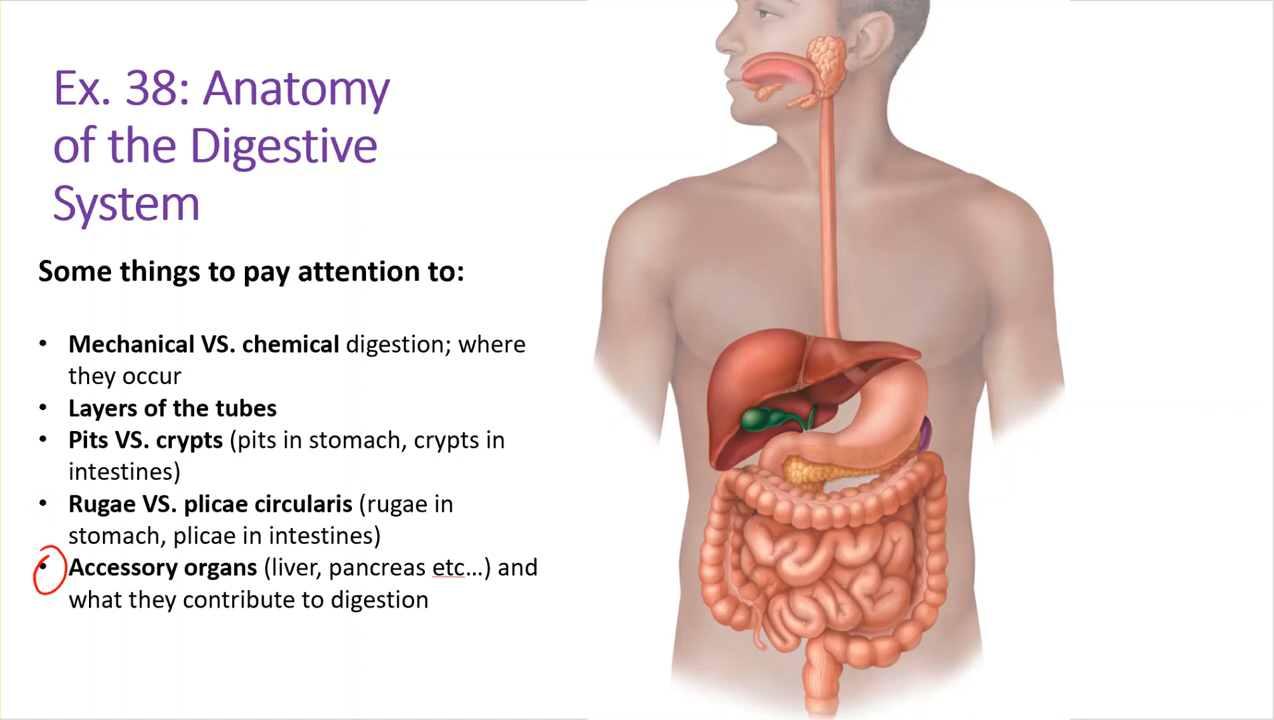 Ex. 38: Anatomy
of the Digestive
System
Some things to pay attention to:
• Mechanical VS. chemical digestion; where
they occur
• Layers of the tubes
• Pits VS. crypts (pits in stomach, crypts in
intestines)
• Rugae VS. plicae circularis (rugae in
stomach, plicae in intestines)
• Accessory organs (liver, pancreas etc...) and
what they contribute to digestion